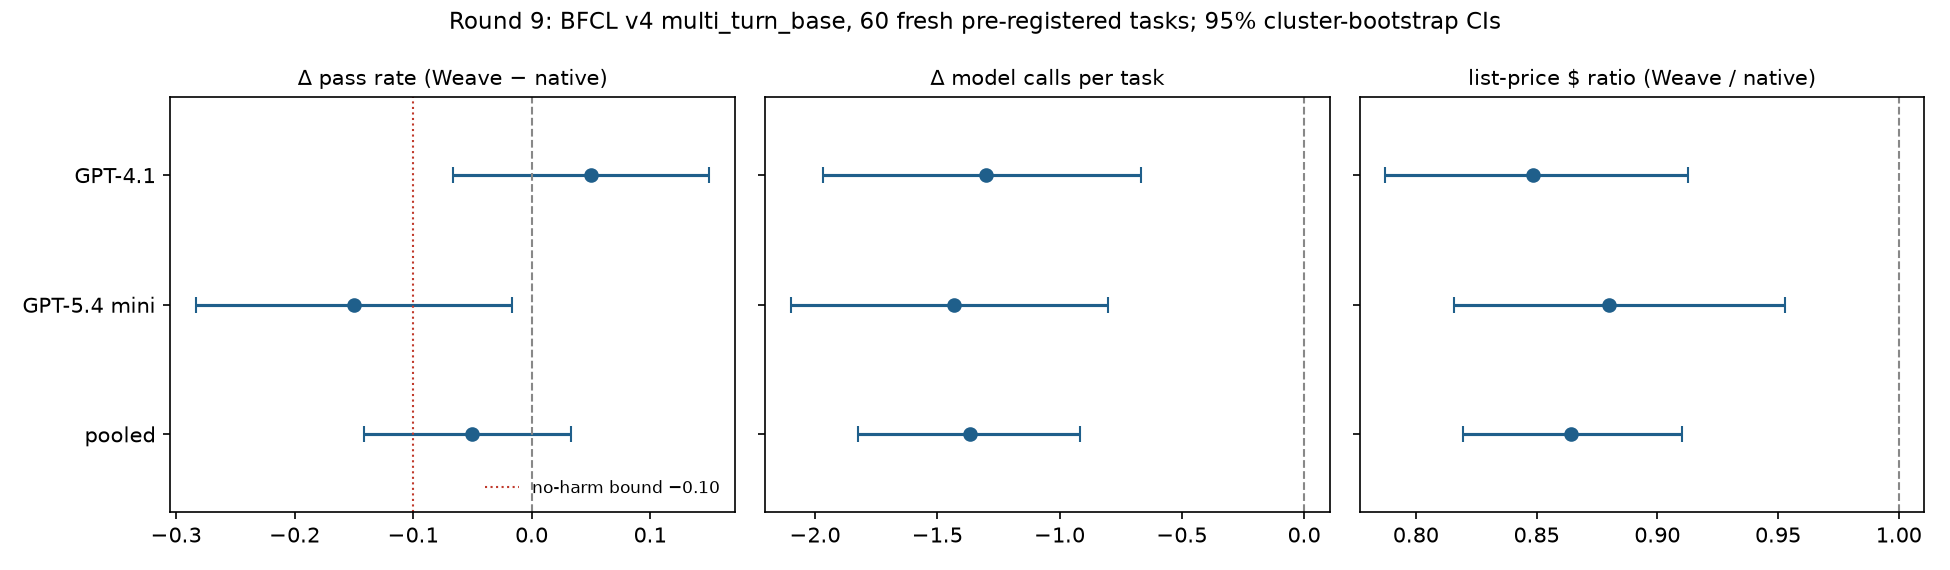 Round 9: BFCL v4 multi_turn_base, 60 fresh pre-registered tasks; 95% cluster-bootstrap CIs
Δ pass rate (Weave − native)
Δ model calls per task
list-price $ ratio (Weave / native)
GPT-4.1
GPT-5.4 mini
pooled
no-harm bound −0.10
−0.3 −0.2 −0.1 0.0 0.1
−2.0 −1.5 −1.0 −0.5 0.0
0.80 0.85 0.90 0.95 1.00